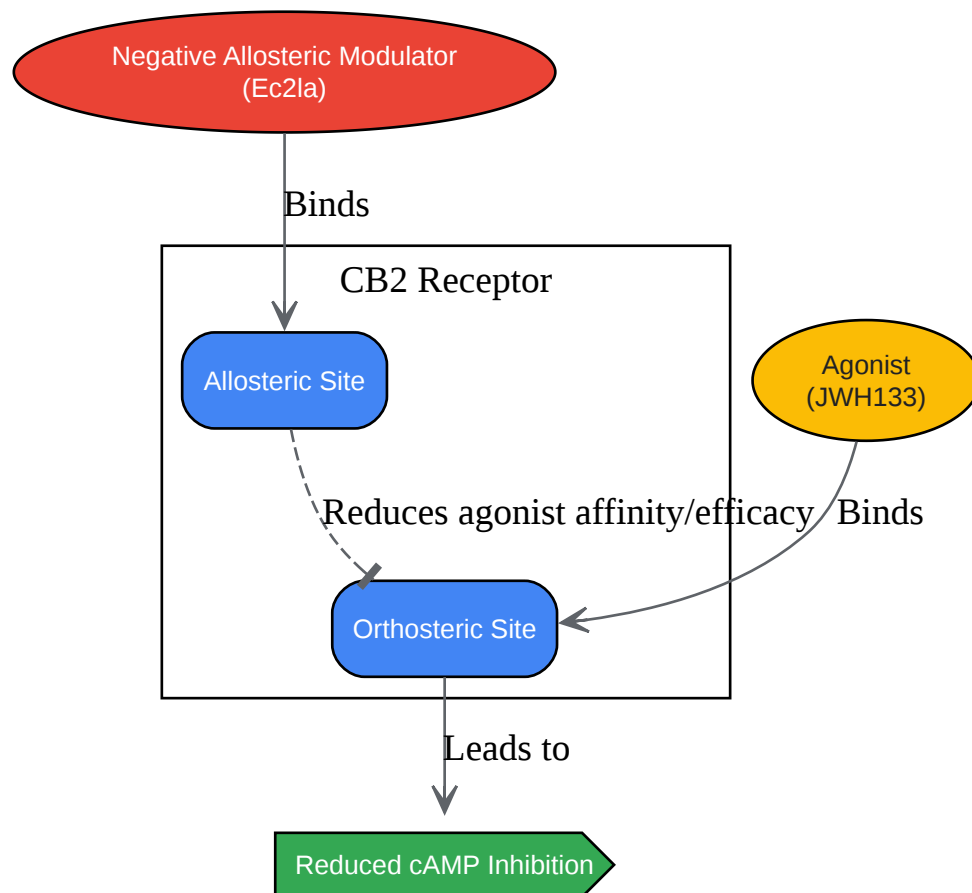 Negative Allosteric Modulator
(Ec2la)
Binds
CB2 Receptor
Allosteric Site
Agonist
(JWH133)
Reduces agonist affinity/efficacy
Binds
Orthosteric Site
Leads to
Reduced cAMP Inhibition